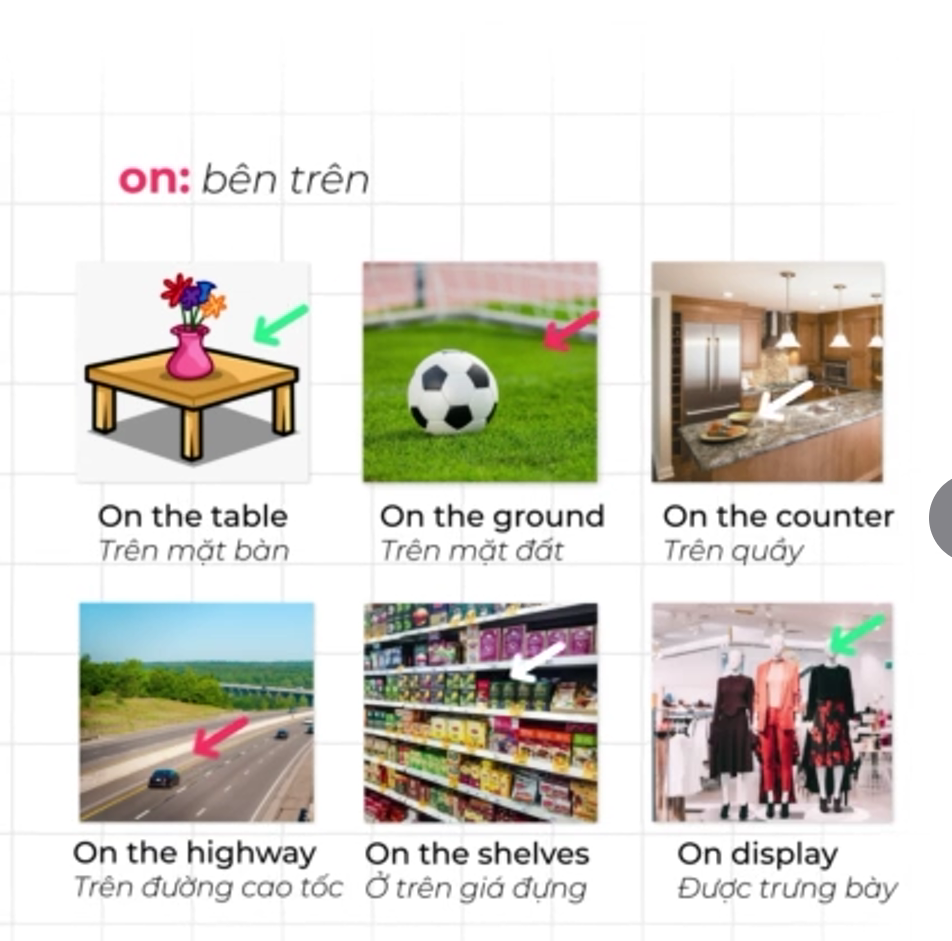 on: bên trên
On the table
Trên mặt bàn
On the ground
Trên mặt đất
On the counter
Trên quầy
On the highway
Trên đường cao tốc
On the shelves
Ở trên giá đựng
On display
Được trưng bày